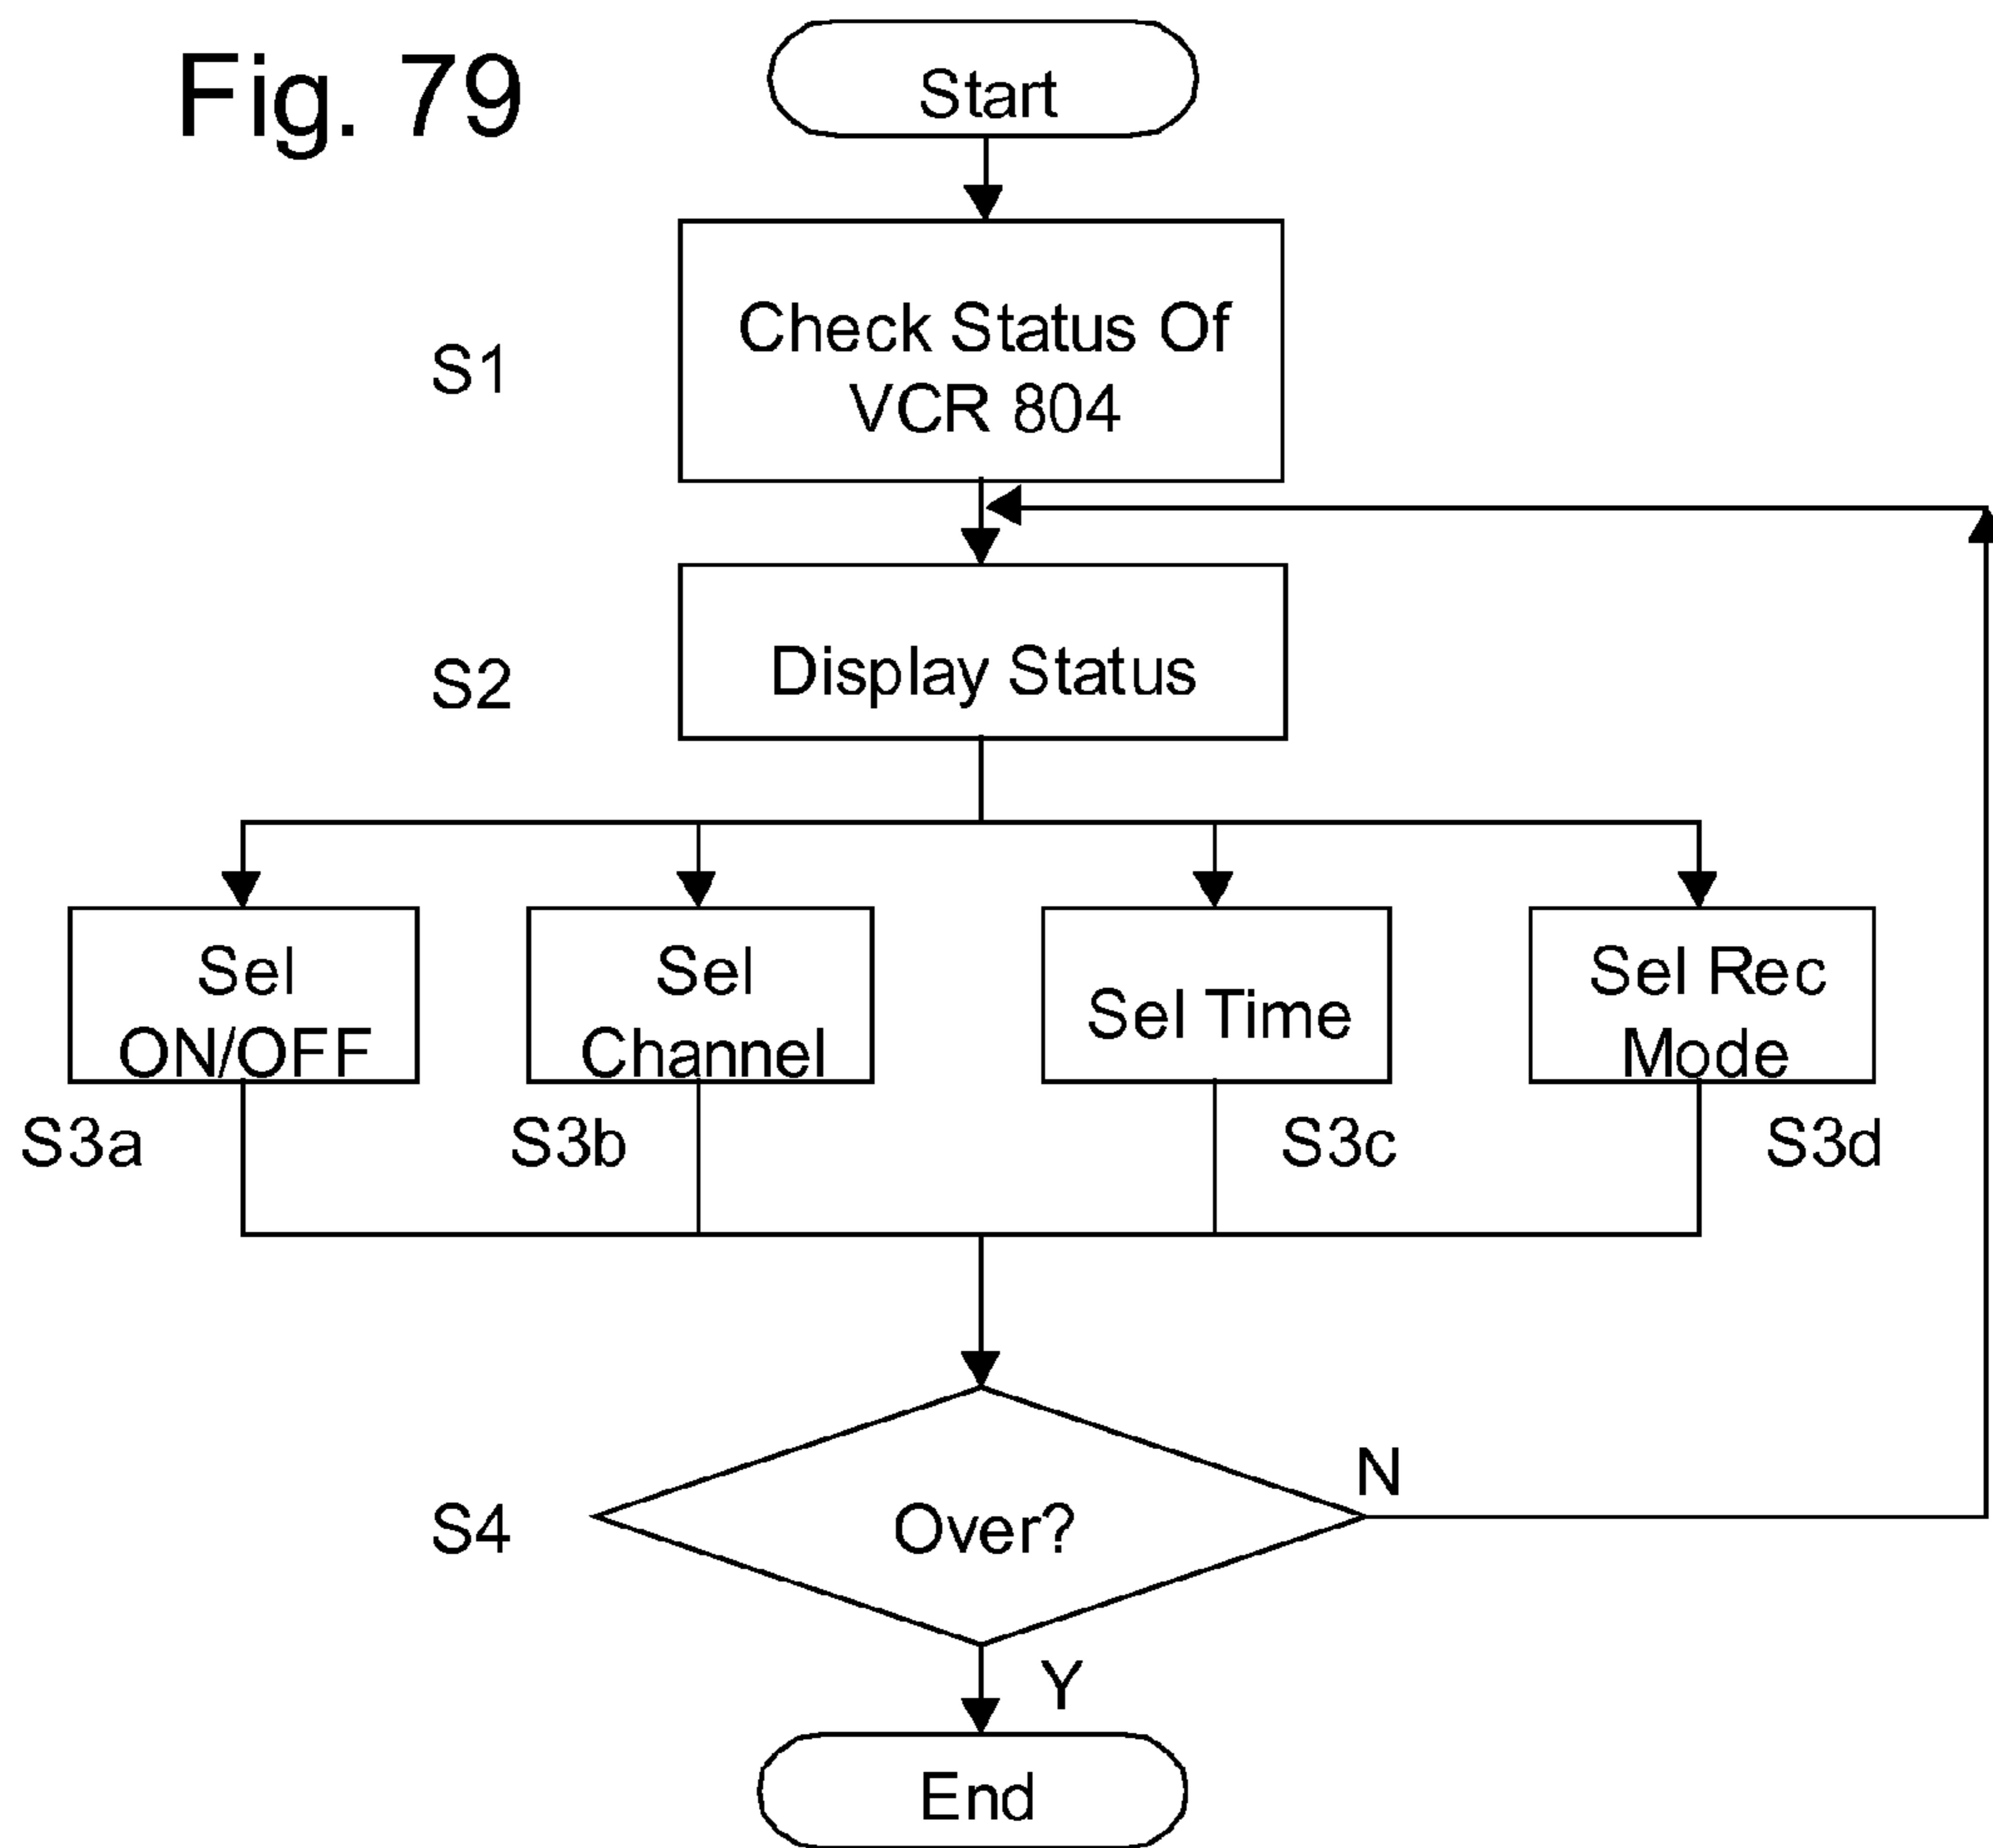 Fig. 79
Start
S1
Check Status Of
VCR 804
S2
Display Status
Sel
ON/OFF
Sel
Channel
Sel Time
Sel Rec
Mode
S3a
S3b
S3c
S3d
S4
Over?
N
Y
End